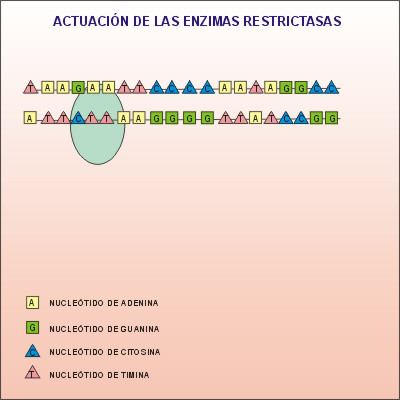 ACTUACIÓN DE LAS ENZIMAS RESTRICTASAS
T A A G A A T T C C C C A A T A G G C C
A T T C T T A A G G G G T T A T C C G G
A NUCLEÓTIDO DE ADENINA
G NUCLEÓTIDO DE GUANINA
C NUCLEÓTIDO DE CITOSINA
T NUCLEÓTIDO DE TIMINA